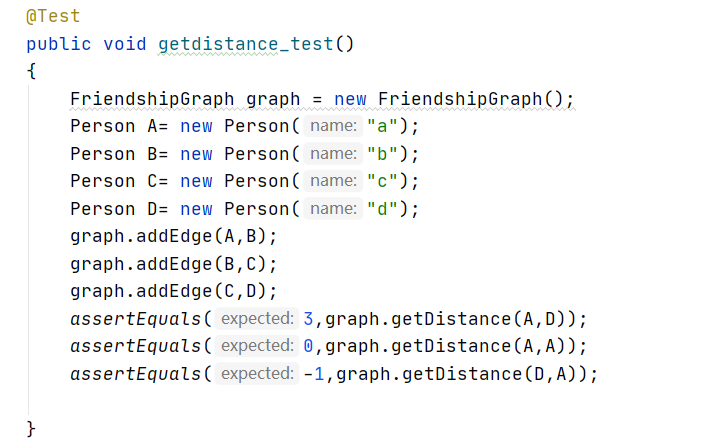 @Test
public void getdistance_test()
{
FriendshipGraph graph = new FriendshipGraph();
Person A= new Person( name: "a");
Person B= new Person( name: "b");
Person C= new Person( name: "c");
Person D= new Person( name: "d");
graph.addEdge(A,B);
graph.addEdge(B,C);
graph.addEdge(C,D);
assertEquals( expected: 3,graph.getDistance(A,D));
assertEquals( expected: 0,graph.getDistance(A,A));
assertEquals( expected: -1,graph.getDistance(D,A));
}